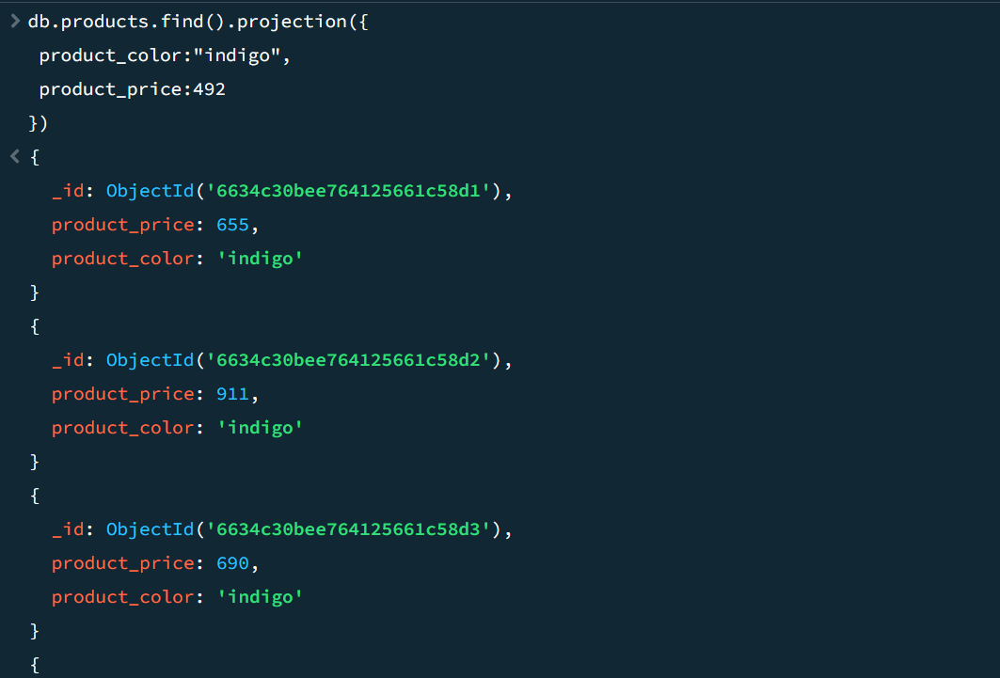 > db.products.find().projection({
product_color:"indigo",
product_price:492
})
< {
_id: ObjectId('6634c30bee764125661c58d1'),
product_price: 655,
product_color: 'indigo'
}
{
_id: ObjectId('6634c30bee764125661c58d2'),
product_price: 911,
product_color: 'indigo'
}
{
_id: ObjectId('6634c30bee764125661c58d3'),
product_price: 690,
product_color: 'indigo'
}
{